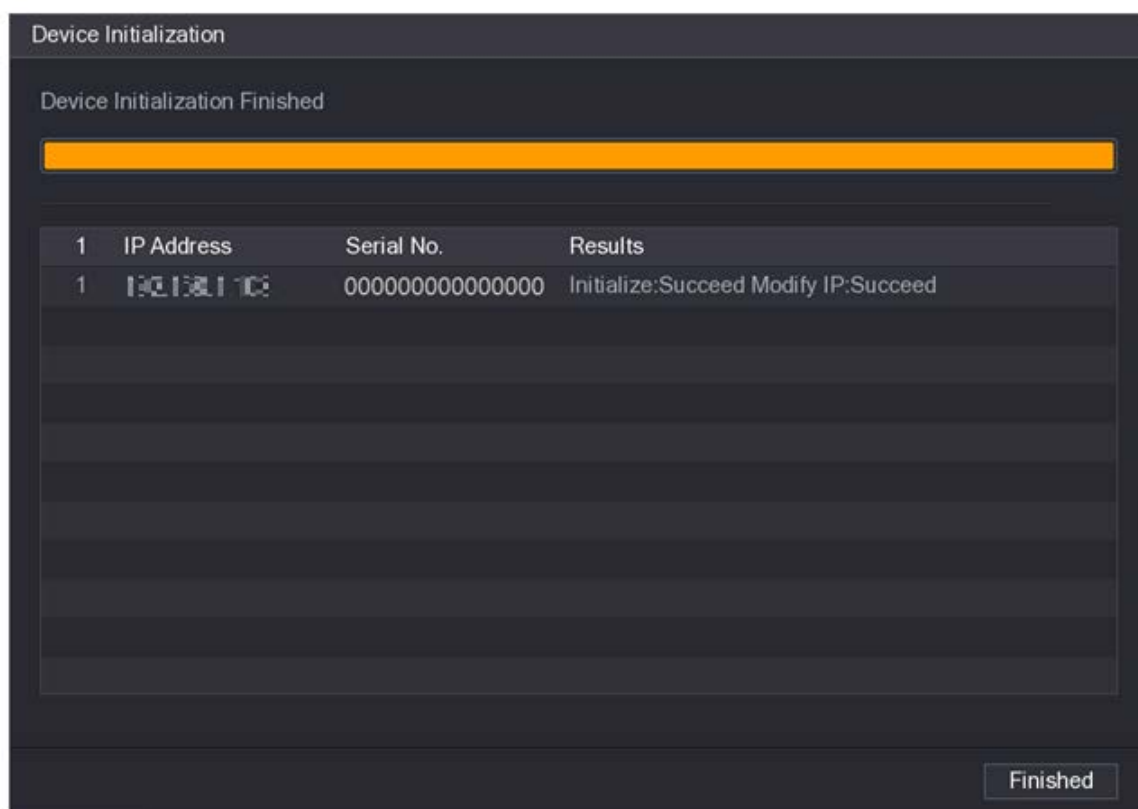 Device Initialization
Device Initialization Finished
1 IP Address Serial No. Results
1 000000000000000 Initialize:Succeed Modify IP:Succeed
Finished